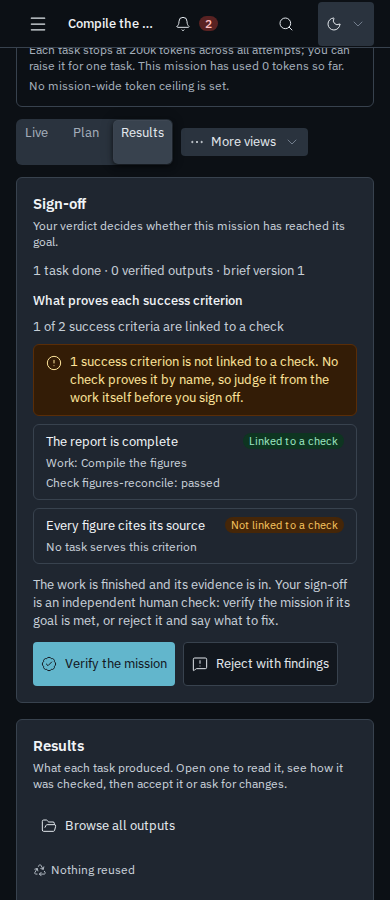 Compile the ...
2
Each task stops at 200K tokens across all attempts; you can
raise it for one task. This mission has used 0 tokens so far.
No mission-wide token ceiling is set.
Live
Plan
Results
More views
Sign-off
Your verdict decides whether this mission has reached its
goal.
1 task done · 0 verified outputs · brief version 1
What proves each success criterion
1 of 2 success criteria are linked to a check
1 success criterion is not linked to a check. No
check proves it by name, so judge it from the
work itself before you sign off.
The report is complete
Linked to a check
Work: Compile the figures
Check figures-reconcile: passed
Every figure cites its source
Not linked to a check
No task serves this criterion
The work is finished and its evidence is in. Your sign-off
is an independent human check: verify the mission if its
goal is met, or reject it and say what to fix.
Verify the mission
Reject with findings
Results
What each task produced. Open one to read it, see how it
was checked, then accept it or ask for changes.
Browse all outputs
Nothing reused